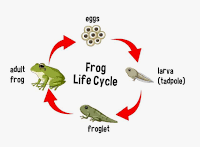 eggs
adult
frog
Frog
Life Cycle
larva
(tadpole)
froglet